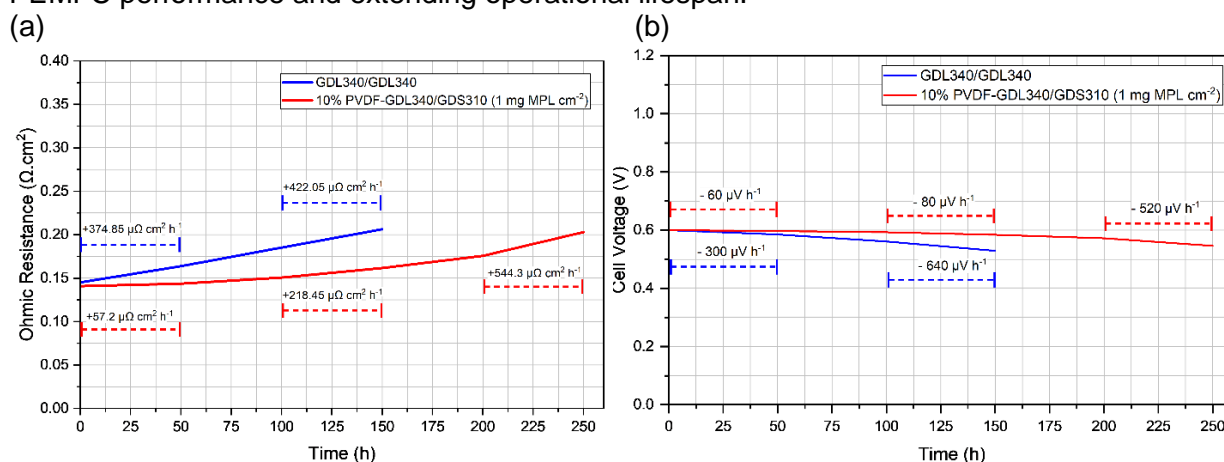 PEMFC performance and extending operational lifespan.
(a)
(b)
0.40
0.35
0.30
0.25
0.20
0.15
0.10
0.05
0.00
Ohmic Resistance (Ω.cm²)
GDL340/GDL340
10% PVDF-GDL340/GDS310 (1 mg MPL cm⁻²)
+422.05 µΩ cm² h⁻¹
+374.85 µΩ cm² h⁻¹
+544.3 µΩ cm² h⁻¹
+218.45 µΩ cm² h⁻¹
+57.2 µΩ cm² h⁻¹
0 25 50 75 100 125 150 175 200 225 250
Time (h)
1.2
1.0
0.8
0.6
0.4
0.2
0.0
Cell Voltage (V)
GDL340/GDL340
10% PVDF-GDL340/GDS310 (1 mg MPL cm⁻²)
- 60 µV h⁻¹
- 80 µV h⁻¹
- 520 µV h⁻¹
- 300 µV h⁻¹
- 640 µV h⁻¹
0 25 50 75 100 125 150 175 200 225 250
Time (h)